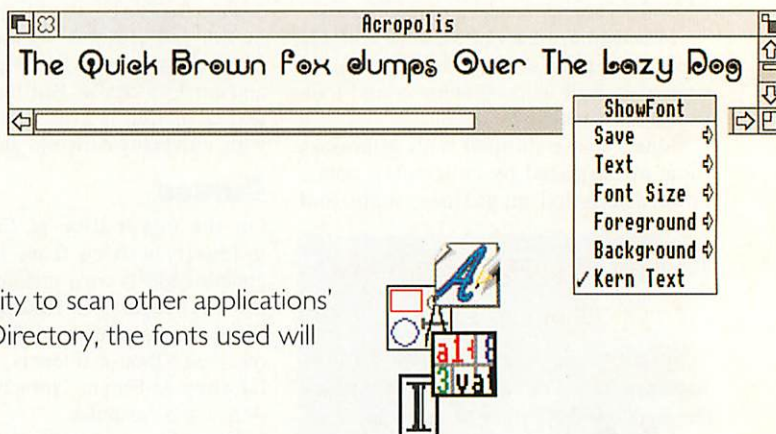 Acropolis
The Quick Brown Fox dumps Over The Lazy Dog
ShowFont
Save
Text
Font Size
Foreground
Background
✓Kern Text
ity to scan other applications'
Directory, the fonts used will